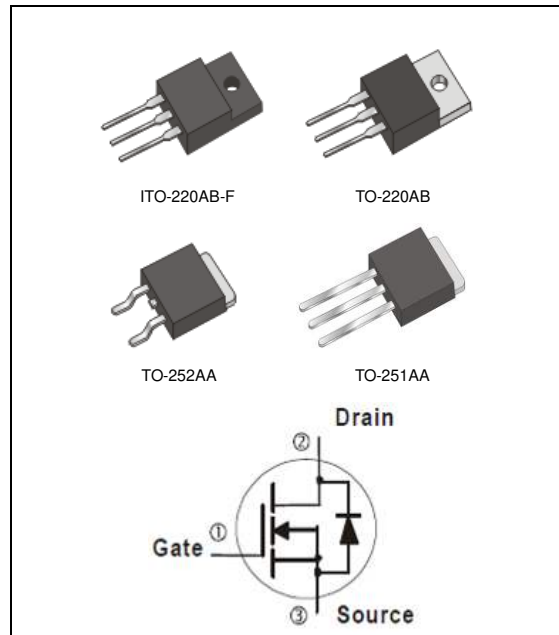 ITO-220AB-F
TO-220AB
TO-252AA
TO-251AA
Drain
②
①
Gate
③
Source